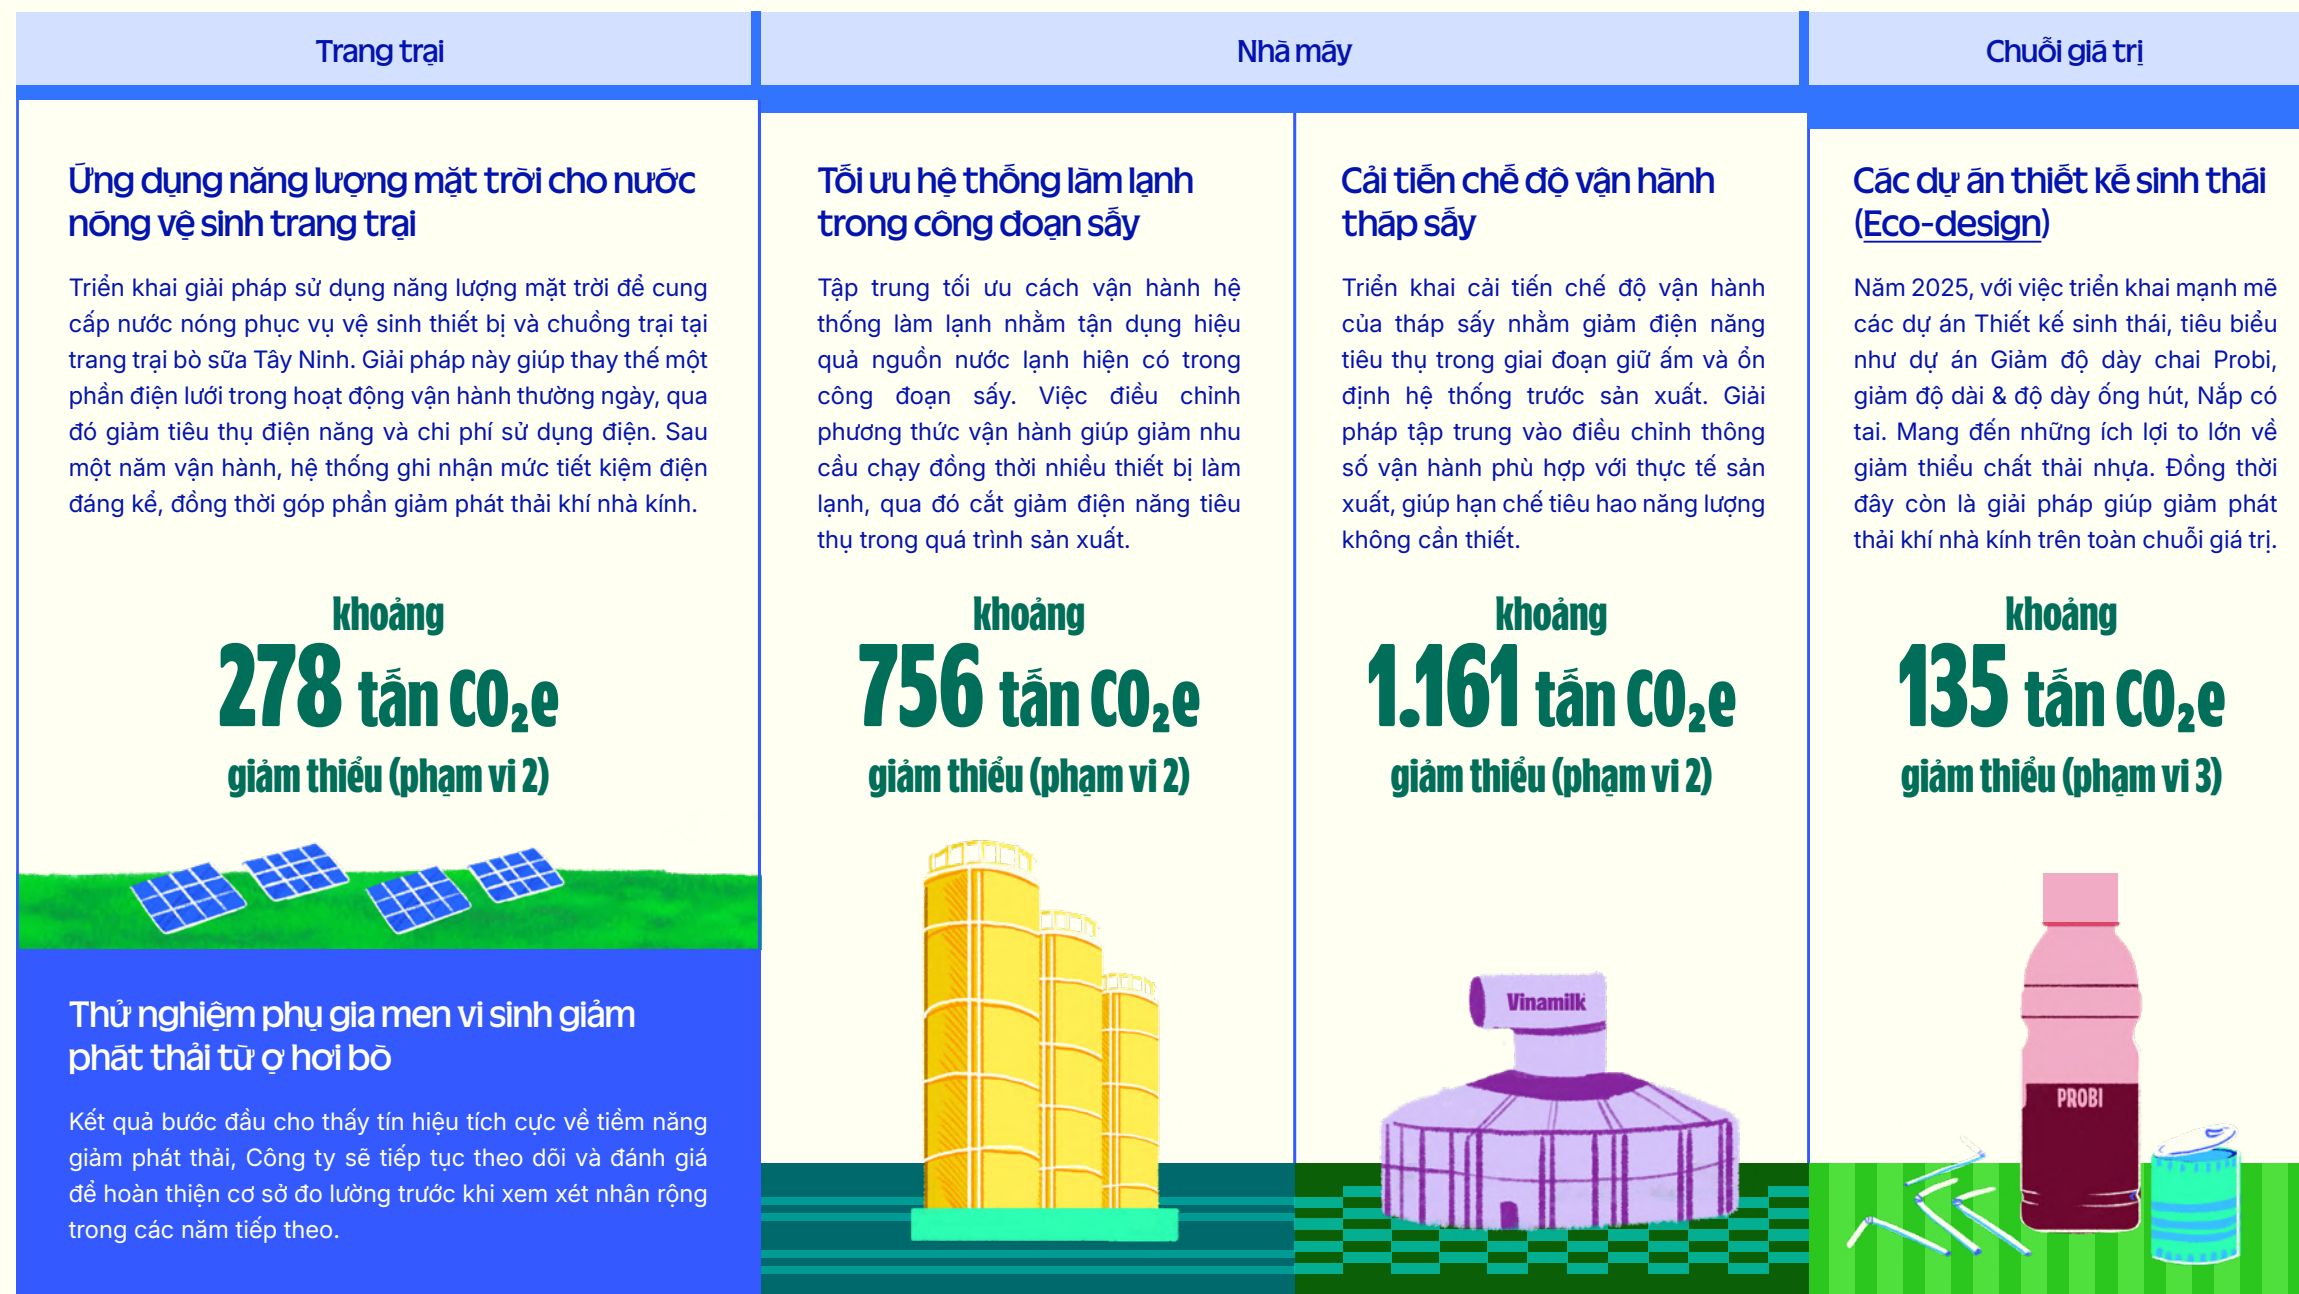 Trang trại
Nhà máy
Chuỗi giá trị
Ứng dụng năng lượng mặt trời cho nước
nóng vệ sinh trang trại
Triển khai giải pháp sử dụng năng lượng mặt trời để cung
cấp nước nóng phục vụ vệ sinh thiết bị và chuồng trại tại
trang trại bò sữa Tây Ninh. Giải pháp này giúp thay thế một
phần điện lưới trong hoạt động vận hành thường ngày, qua
đó giảm tiêu thụ điện năng và chi phí sử dụng điện. Sau
một năm vận hành, hệ thống ghi nhận mức tiết kiệm điện
đáng kể, đồng thời góp phần giảm phát thải khí nhà kính.
khoảng
278 tấn CO₂e
giảm thiểu (phạm vi 2)
Thử nghiệm phụ gia men vi sinh giảm
phát thải từ ợ hơi bò
Kết quả bước đầu cho thấy tín hiệu tích cực về tiềm năng
giảm phát thải, Công ty sẽ tiếp tục theo dõi và đánh giá
để hoàn thiện cơ sở đo lường trước khi xem xét nhân rộng
trong các năm tiếp theo.
Tối ưu hệ thống làm lạnh
trong công đoạn sấy
Tập trung tối ưu cách vận hành hệ
thống làm lạnh nhằm tận dụng hiệu
quả nguồn nước lạnh hiện có trong
công đoạn sấy. Việc điều chỉnh
phương thức vận hành giúp giảm nhu
cầu chạy đồng thời nhiều thiết bị làm
lạnh, qua đó cắt giảm điện năng tiêu
thụ trong quá trình sản xuất.
khoảng
756 tấn CO₂e
giảm thiểu (phạm vi 2)
Cải tiến chế độ vận hành
tháp sấy
Triển khai cải tiến chế độ vận hành
của tháp sấy nhằm giảm điện năng
tiêu thụ trong giai đoạn giữ ấm và ổn
định hệ thống trước sản xuất. Giải
pháp tập trung vào điều chỉnh thông
số vận hành phù hợp với thực tế sản
xuất, giúp hạn chế tiêu hao năng lượng
không cần thiết.
khoảng
1.161 tấn CO₂e
giảm thiểu (phạm vi 2)
Vinamilk
Các dự án thiết kế sinh thái
(Eco-design)
Năm 2025, với việc triển khai mạnh mẽ
các dự án Thiết kế sinh thái, tiêu biểu
như dự án Giảm độ dày chai Probi,
giảm độ dài & độ dày ống hút, Nắp có
tai. Mang đến những ích lợi to lớn về
giảm thiểu chất thải nhựa. Đồng thời
đây còn là giải pháp giúp giảm phát
thải khí nhà kính trên toàn chuỗi giá trị.
khoảng
135 tấn CO₂e
giảm thiểu (phạm vi 3)
PROBI